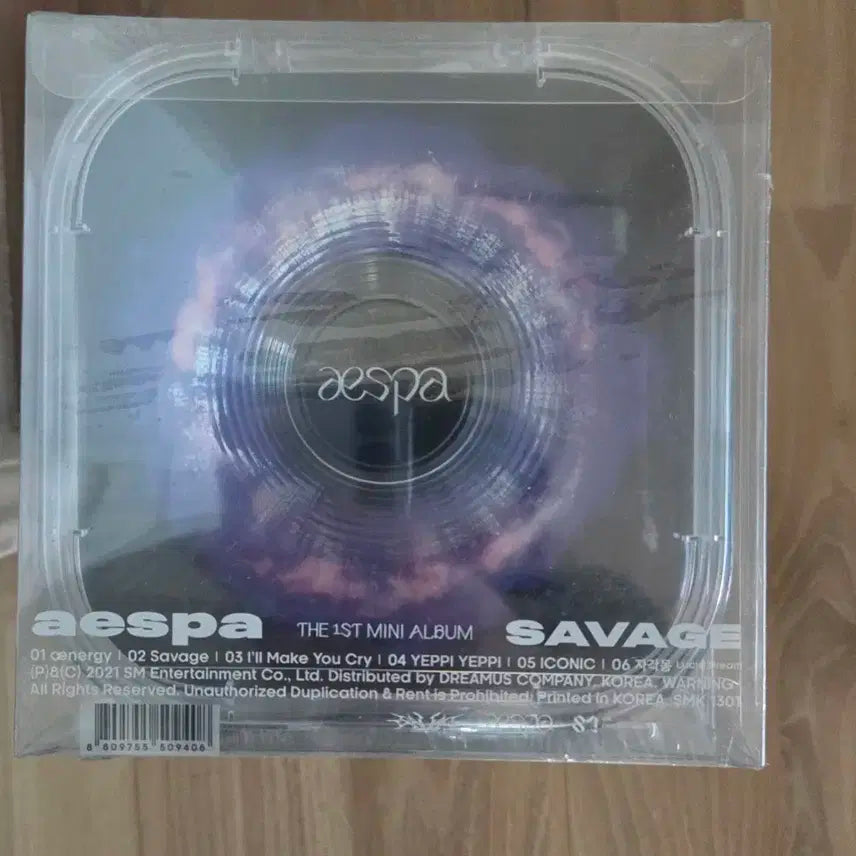 aespa
aespa THE 1ST MINI ALBUM SAVAGE
01 ænergy | 02 Savage | 03 I'll Make You Cry | 04 YEPPI YEPPI | 05 ICONIC | 06 자각몽 Lucid Dream
(P)&(C) 2021 SM Entertainment Co., Ltd. Distributed by DREAMUS COMPANY, KOREA. WARNING
All Rights Reserved. Unauthorized Duplication & Rent is Prohibited. Printed in KOREA. SMK 1301
8 809755 509406